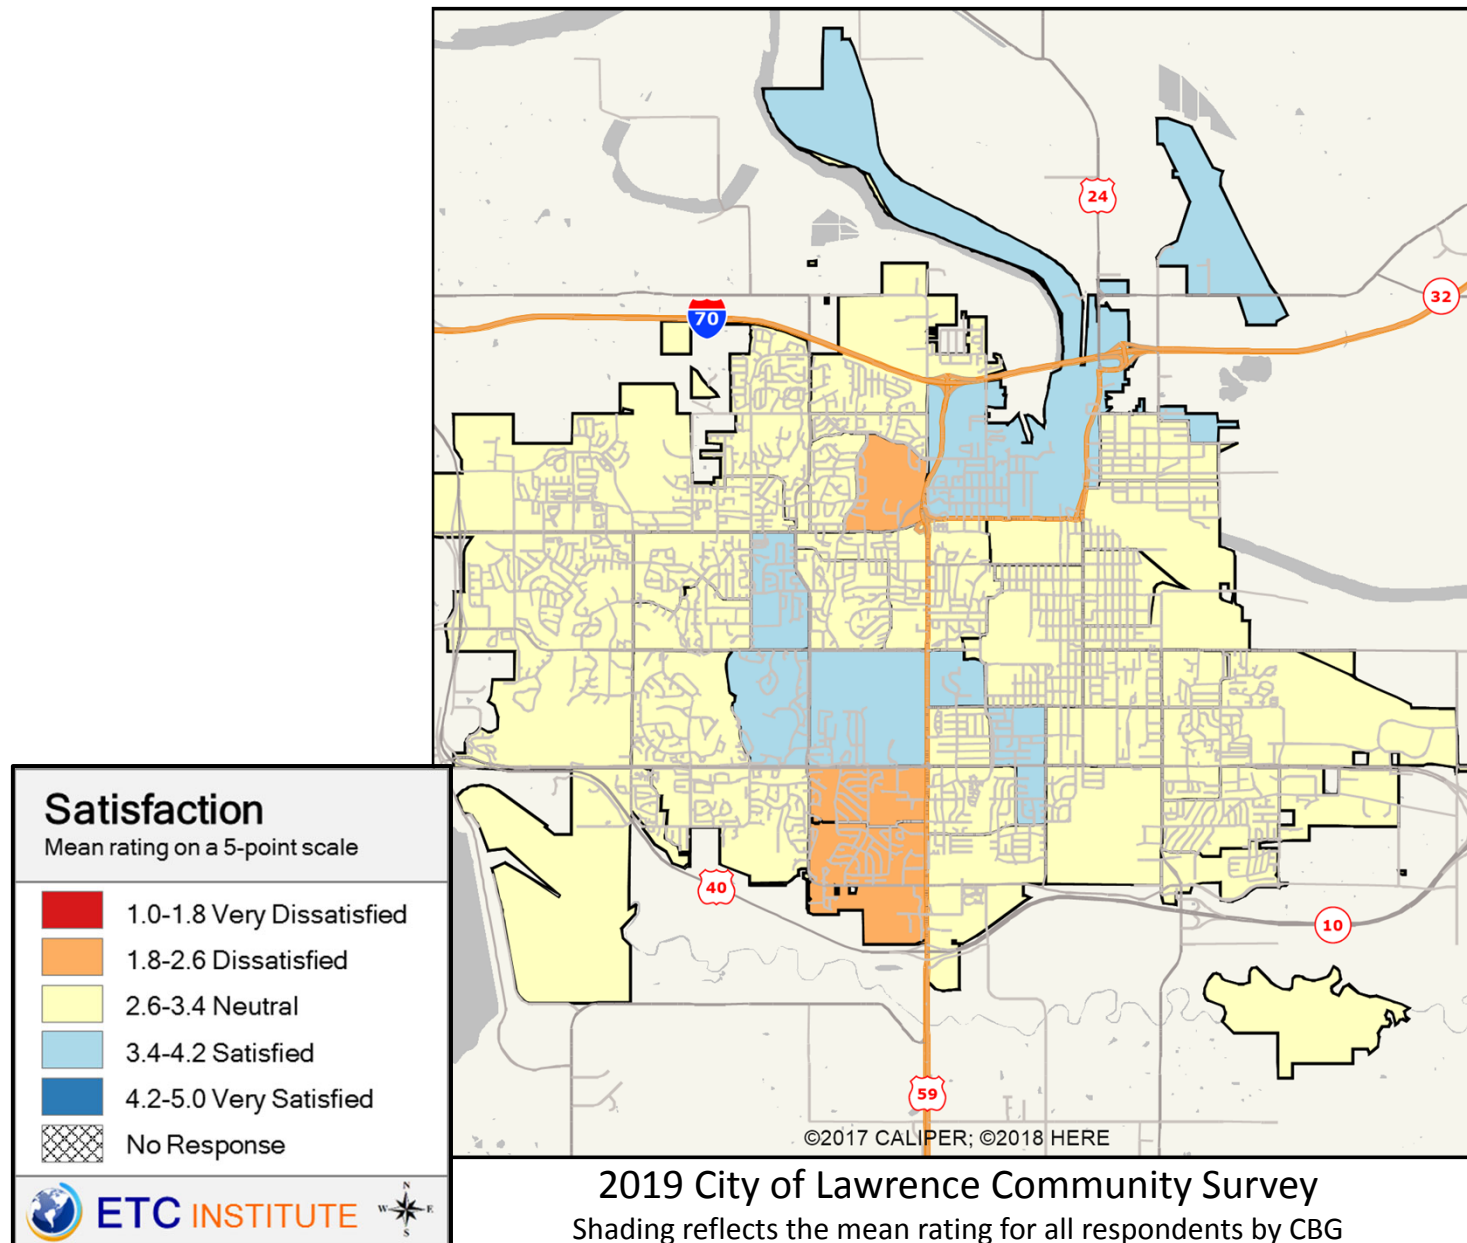 24
32
70
40
10
59
©2017 CALIPER; ©2018 HERE
Satisfaction
Mean rating on a 5-point scale
1.0-1.8 Very Dissatisfied
1.8-2.6 Dissatisfied
2.6-3.4 Neutral
3.4-4.2 Satisfied
4.2-5.0 Very Satisfied
No Response
ETC INSTITUTE
N
W E
S
2019 City of Lawrence Community Survey
Shading reflects the mean rating for all respondents by CBG